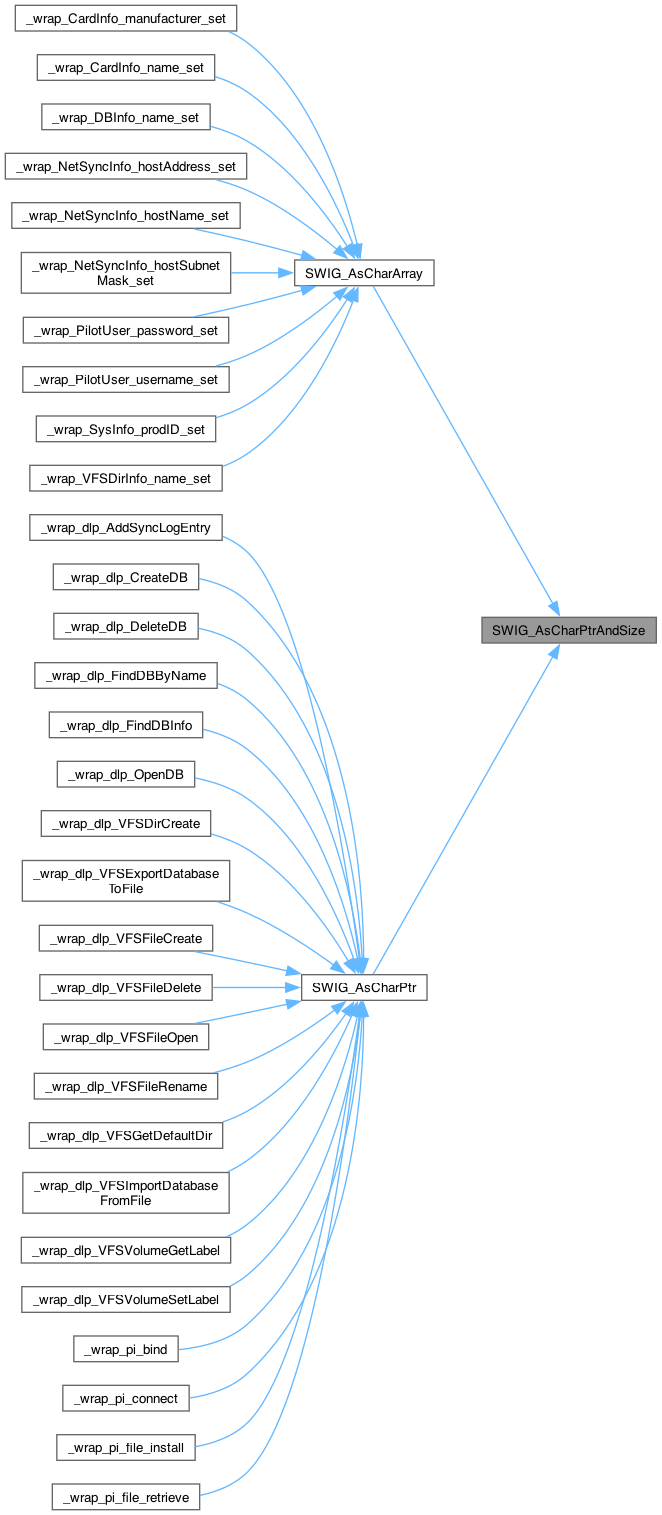 _wrap_CardInfo_manufacturer_set
_wrap_CardInfo_name_set
_wrap_DBInfo_name_set
_wrap_NetSyncInfo_hostAddress_set
_wrap_NetSyncInfo_hostName_set
_wrap_NetSyncInfo_hostSubnet
Mask_set
SWIG_AsCharArray
_wrap_PilotUser_password_set
_wrap_PilotUser_username_set
_wrap_SysInfo_prodID_set
_wrap_VFSDirInfo_name_set
_wrap_dlp_AddSyncLogEntry
_wrap_dlp_CreateDB
_wrap_dlp_DeleteDB
SWIG_AsCharPtrAndSize
_wrap_dlp_FindDBByName
_wrap_dlp_FindDBInfo
_wrap_dlp_OpenDB
_wrap_dlp_VFSDirCreate
_wrap_dlp_VFSExportDatabase
ToFile
_wrap_dlp_VFSFileCreate
_wrap_dlp_VFSFileDelete
SWIG_AsCharPtr
_wrap_dlp_VFSFileOpen
_wrap_dlp_VFSFileRename
_wrap_dlp_VFSGetDefaultDir
_wrap_dlp_VFSImportDatabase
FromFile
_wrap_dlp_VFSVolumeGetLabel
_wrap_dlp_VFSVolumeSetLabel
_wrap_pi_bind
_wrap_pi_connect
_wrap_pi_file_install
_wrap_pi_file_retrieve